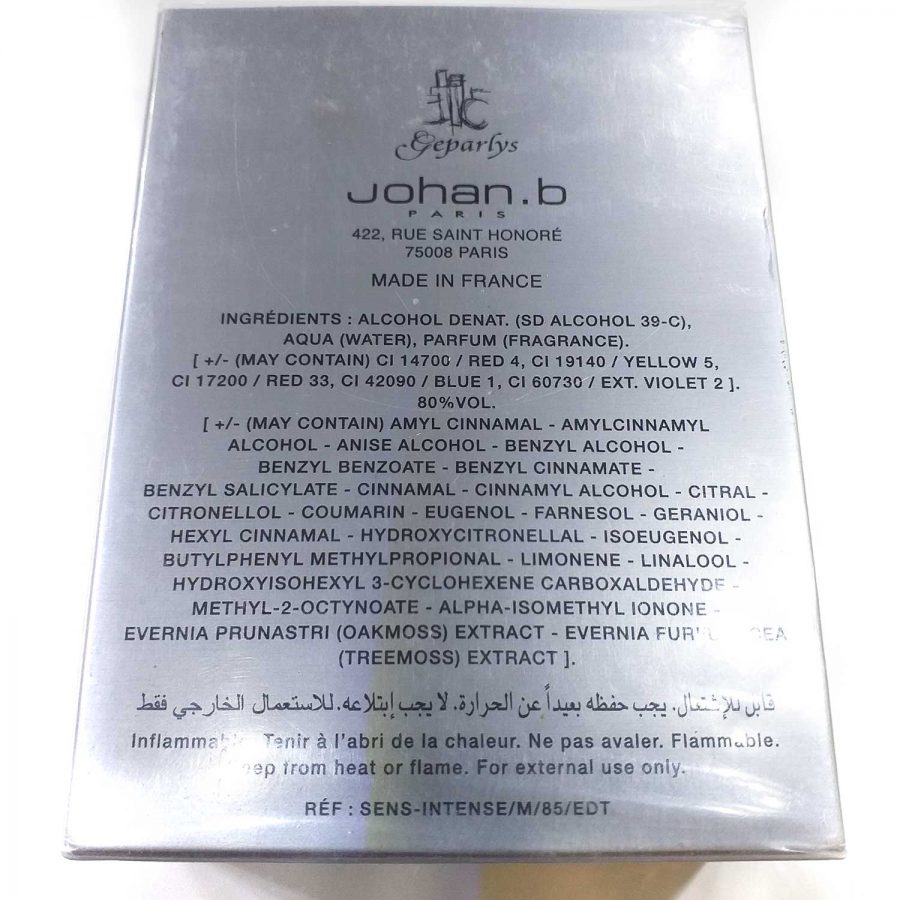 Geparlys
Johan.b
PARIS
422, RUE SAINT HONORÉ
75008 PARIS
MADE IN FRANCE
INGRÉDIENTS : ALCOHOL DENAT. (SD ALCOHOL 39-C),
AQUA (WATER), PARFUM (FRAGRANCE).
[ +/- (MAY CONTAIN) CI 14700 / RED 4, CI 19140 / YELLOW 5,
CI 17200 / RED 33, CI 42090 / BLUE 1, CI 60730 / EXT. VIOLET 2 ].
80%VOL.
[ +/- (MAY CONTAIN) AMYL CINNAMAL - AMYLCINNAMYL
ALCOHOL - ANISE ALCOHOL - BENZYL ALCOHOL -
BENZYL BENZOATE - BENZYL CINNAMATE -
BENZYL SALICYLATE - CINNAMAL - CINNAMYL ALCOHOL - CITRAL -
CITRONELLOL - COUMARIN - EUGENOL - FARNESOL - GERANIOL -
HEXYL CINNAMAL - HYDROXYCITRONELLAL - ISOEUGENOL -
BUTYLPHENYL METHYLPROPIONAL - LIMONENE - LINALOOL -
HYDROXYISOHEXYL 3-CYCLOHEXENE CARBOXALDEHYDE -
METHYL-2-OCTYNOATE - ALPHA-ISOMETHYL IONONE -
EVERNIA PRUNASTRI (OAKMOSS) EXTRACT - EVERNIA
(TREEMOSS) EXTRACT ].
قابل للإشتعال. يجب حفظه بعيداً عن الحرارة. لا يجب إبتلاعه. للاستعمال الخارجي فقط
Tenir à l'abri de la chaleur. Ne pas avaler. Flammable.
from heat or flame. For external use only.
RÉF : SENS-INTENSE/M/85/EDT